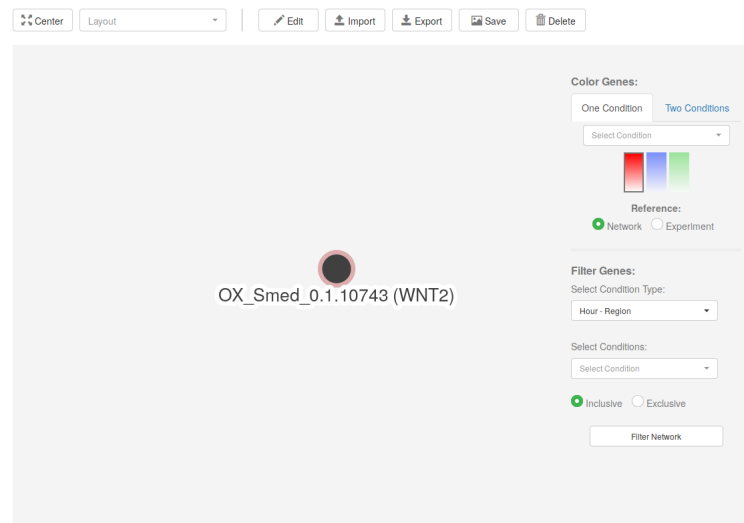 Center Layout Edit Import Export Save Delete
Color Genes:
One Condition Two Conditions
Select Condition
Reference:
Network Experiment
OX_Smed_0.1.10743 (WNT2)
Filter Genes:
Select Condition Type:
Hour - Region
Select Conditions:
Select Condition
Inclusive Exclusive
Filter Network